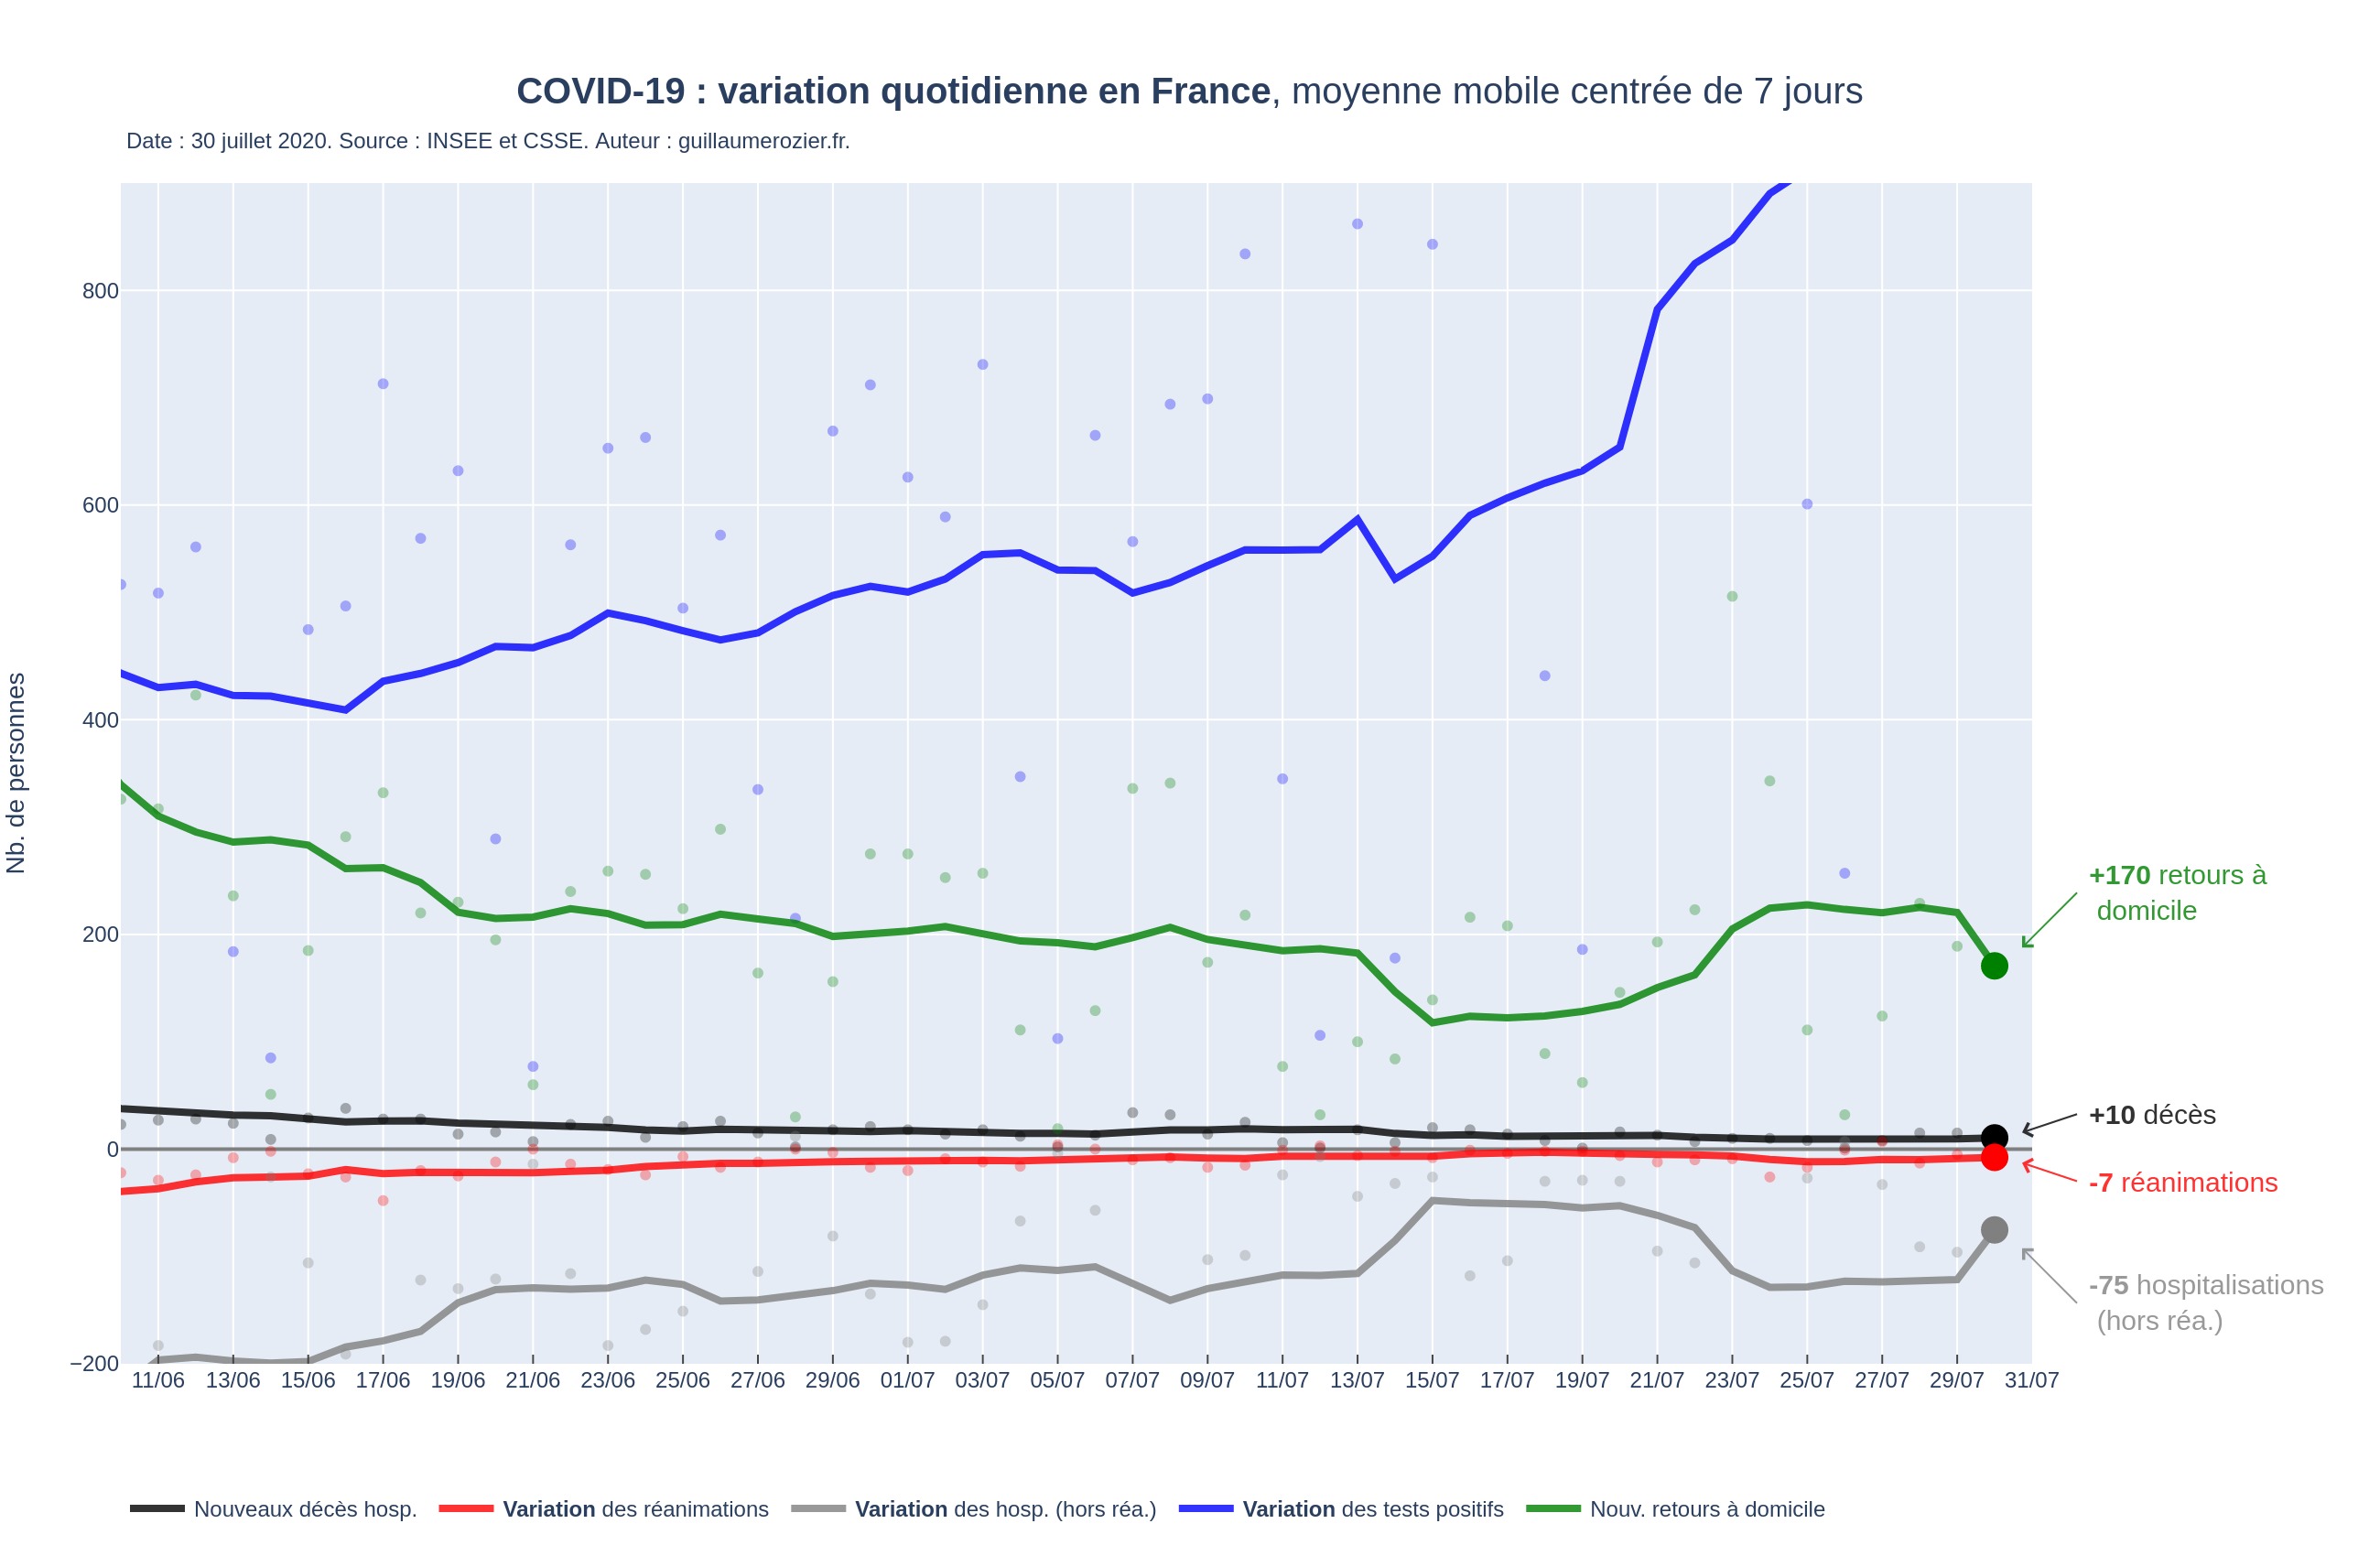 COVID-19 : variation quotidienne en France, moyenne mobile centrée de 7 jours
Date : 30 juillet 2020. Source : INSEE et CSSE. Auteur : guillaumerozier.fr.
Nb. de personnes
800
600
400
200
0
−200
11/06 13/06 15/06 17/06 19/06 21/06 23/06 25/06 27/06 29/06 01/07 03/07 05/07 07/07 09/07 11/07 13/07 15/07 17/07 19/07 21/07 23/07 25/07 27/07 29/07 31/07
+170 retours à
domicile
+10 décès
-7 réanimations
-75 hospitalisations
(hors réa.)
Nouveaux décès hosp. Variation des réanimations Variation des hosp. (hors réa.) Variation des tests positifs Nouv. retours à domicile